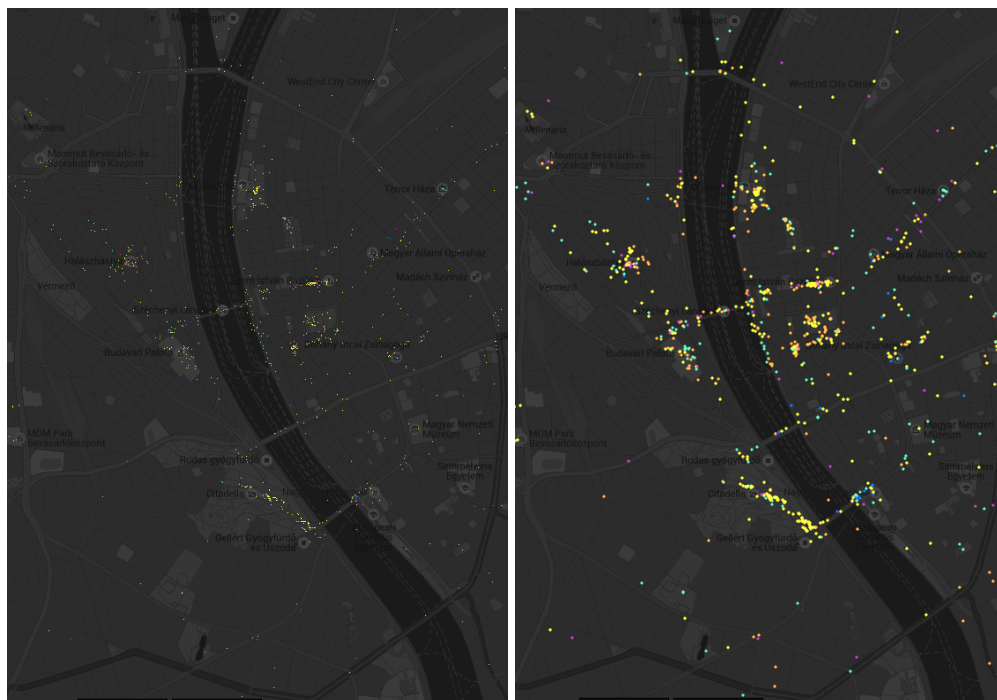 WestEnd City Center
Millenáris
Mammut Bevásárló- és
Szórakoztató Központ
Terror Háza
Magyar Állami Operaház
Halászbástya
Madách Színház
Vérmező
Budavári Palota
MOM Park
Bevásárlóközpont
Magyar Nemzeti
Múzeum
Rudas gyógyfürdő
Semmelweis
Egyetem
Citadella
Gellért Gyógyfürdő
és Uszoda
WestEnd City Center
Millenáris
Mammut Bevásárló- és
Szórakoztató Központ
Terror Háza
Magyar Állami Operaház
Madách Színház
Vérmező
Budavári Palota
MOM Park
Bevásárlóközpont
Magyar Nemzeti
Múzeum
Rudas gyógyfürdő
Semmelweis
Egyetem
Citadella
Gellért Gyógyfürdő
és Uszoda